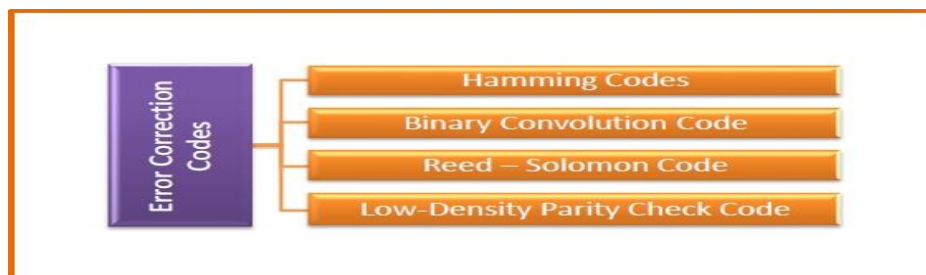 Error Correction
Codes
Hamming Codes
Binary Convolution Code
Reed – Solomon Code
Low-Density Parity Check Code